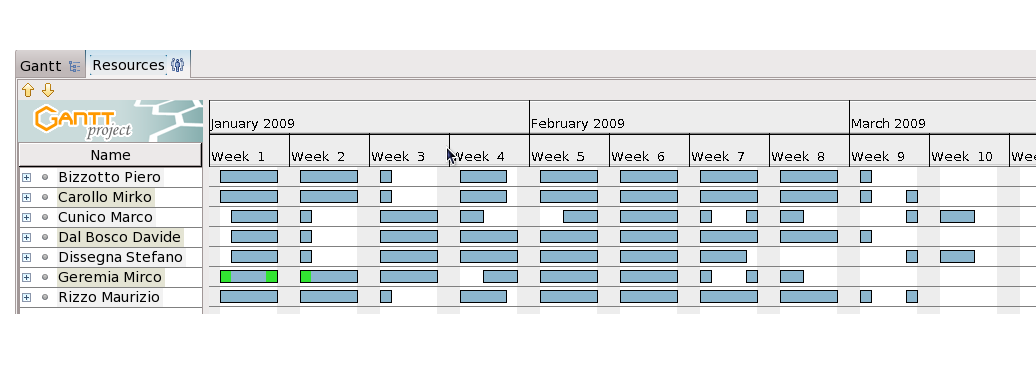 Gantt Resources
GANTT
project
January 2009 February 2009 March 2009
Name
Week 1 Week 2 Week 3 Week 4 Week 5 Week 6 Week 7 Week 8 Week 9 Week 10 We
Bizzotto Piero
Carollo Mirko
Cunico Marco
Dal Bosco Davide
Dissegna Stefano
Geremia Mirco
Rizzo Maurizio